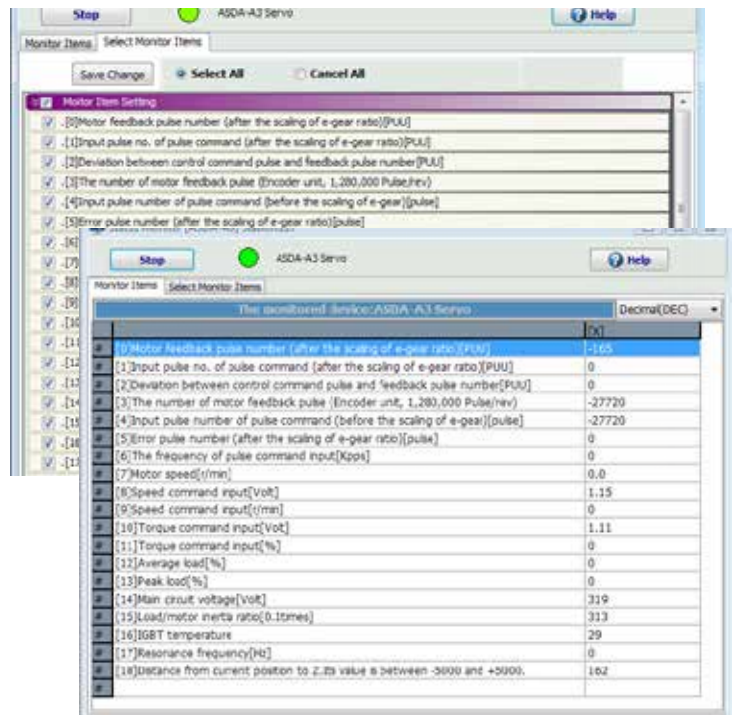 Stop
ASDA-A3 Servo
Help
Monitor Items
Select Monitor Items
Save Change
Select All
Cancel All
Moitor Item Setting
.[0]Motor feedback pulse number (after the scaling of e-gear ratio)[PUU]
.[1]Input pulse no. of pulse command (after the scaling of e-gear ratio)[PUU]
.[2]Deviation between control command pulse and feedback pulse number[PUU]
.[3]The number of motor feedback pulse (Encoder unit, 1,280,000 Pulse/rev)
.[4]Input pulse number of pulse command (before the scaling of e-gear)[pulse]
.[5]Error pulse number (after the scaling of e-gear ratio)[pulse]
.[6]
.[7]
.[8]
.[9]
.[10
.[11
.[12
.[13
.[14
.[15
.[16
.[17
Stop
ASDA-A3 Servo
Help
Monitor Items
Select Monitor Items
The monitored device:ASDA-A3 Servo
Decimal(DEC)
# [0]Motor feedback pulse number (after the scaling of e-gear ratio)[PUU] -165
# [1]Input pulse no. of pulse command (after the scaling of e-gear ratio)[PUU] 0
# [2]Deviation between control command pulse and feedback pulse number[PUU] 0
# [3]The number of motor feedback pulse (Encoder unit, 1,280,000 Pulse/rev) -27720
# [4]Input pulse number of pulse command (before the scaling of e-gear)[pulse] -27720
# [5]Error pulse number (after the scaling of e-gear ratio)[pulse] 0
# [6]The frequency of pulse command input[Kpps] 0
# [7]Motor speed[r/min] 0.0
# [8]Speed command input[Volt] 1.15
# [9]Speed command input[r/min] 0
# [10]Torque command input[Volt] 1.11
# [11]Torque command input[%] 0
# [12]Average load[%] 0
# [13]Peak load[%] 0
# [14]Main circuit voltage[Volt] 319
# [15]Load/motor inertia ratio[0.1times] 313
# [16]IGBT temperature 29
# [17]Resonance frequency[Hz] 0
# [18]Distance from current position to Z.Its value is between -5000 and +5000. 162
#